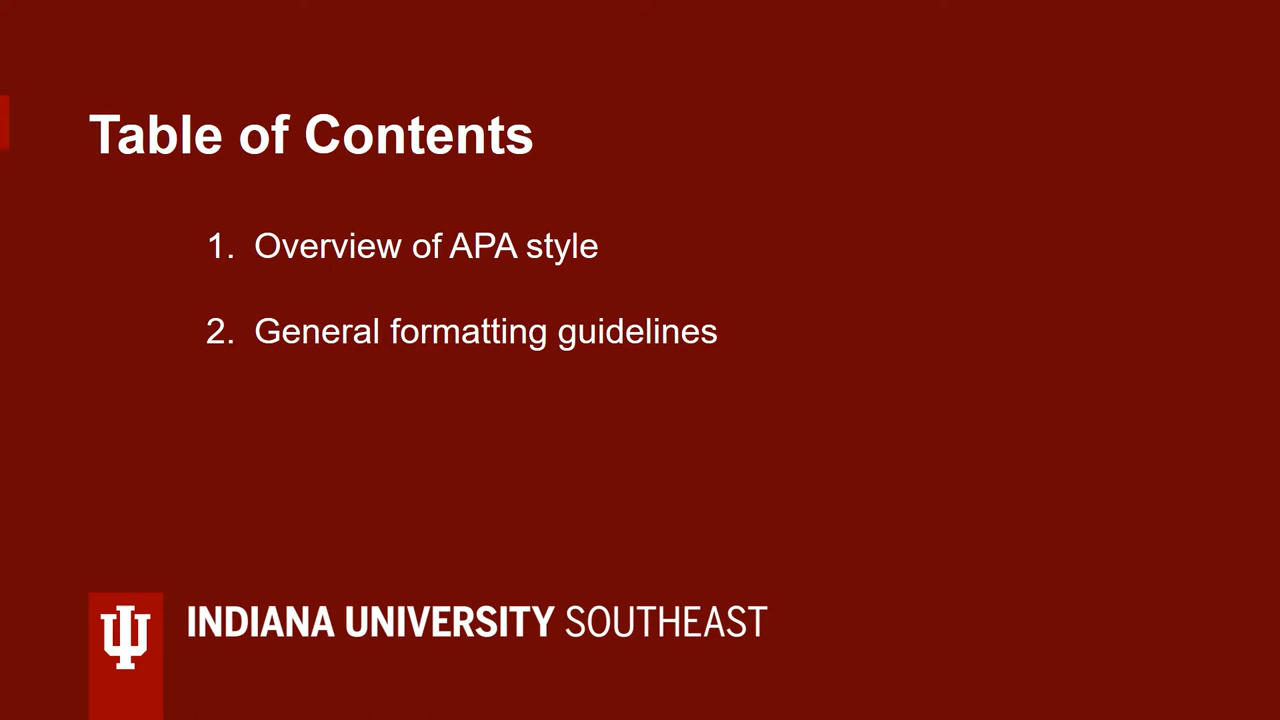 Table of Contents
1. Overview of APA style
2. General formatting guidelines
INDIANA UNIVERSITY SOUTHEAST